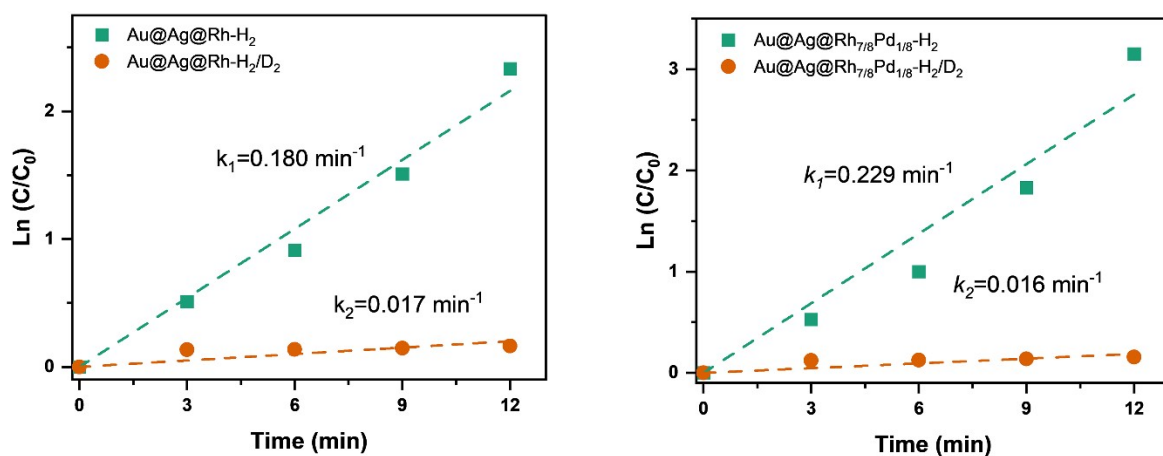 Au@Ag@Rh-H₂
Au@Ag@Rh-H₂/D₂
k₁=0.180 min⁻¹
k₂=0.017 min⁻¹
Ln (C/C₀)
2
1
0
0 3 6 9 12
Time (min)
Au@Ag@Rh₇/₈Pd₁/₈-H₂
Au@Ag@Rh₇/₈Pd₁/₈-H₂/D₂
k₁=0.229 min⁻¹
k₂=0.016 min⁻¹
Ln (C/C₀)
3
2
1
0
0 3 6 9 12
Time (min)